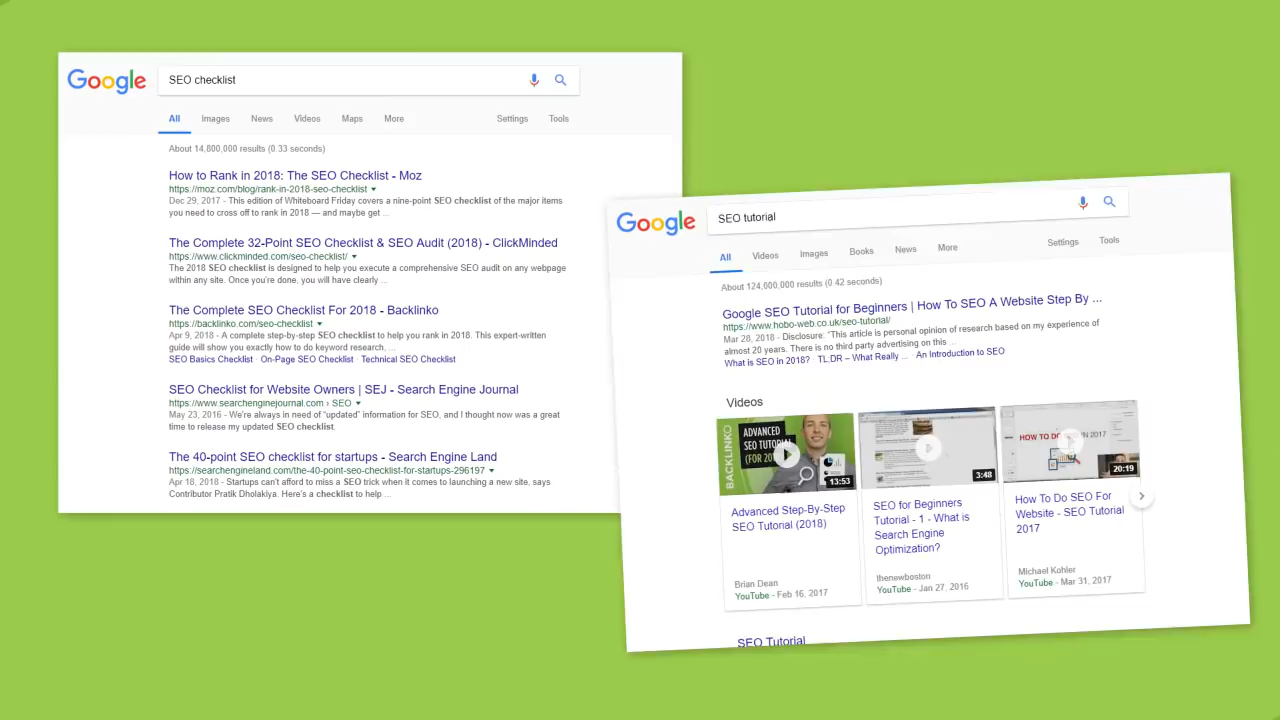 Google
SEO checklist
All Images News Videos Maps More Settings Tools
About 14,800,000 results (0.33 seconds)
How to Rank in 2018: The SEO Checklist - Moz
https://moz.com/blog/rank-in-2018-seo-checklist
Dec 29, 2017 - This edition of Whiteboard Friday covers a nine-point SEO checklist of the major items
you need to cross off to rank in 2018 — and maybe get ...
The Complete 32-Point SEO Checklist & SEO Audit (2018) - ClickMinded
https://www.clickminded.com/seo-checklist/
The 2018 SEO checklist is designed to help you execute a comprehensive SEO audit on any webpage
within any site. Once you're done, you will have clearly ...
The Complete SEO Checklist For 2018 - Backlinko
https://backlinko.com/seo-checklist
Apr 9, 2018 - A complete step-by-step SEO checklist to help you rank in 2018. This expert-written
guide will show you exactly how to do keyword research, ...
SEO Basics Checklist · On-Page SEO Checklist · Technical SEO Checklist
SEO Checklist for Website Owners | SEJ - Search Engine Journal
https://www.searchenginejournal.com › SEO
May 23, 2016 - We're always in need of “updated” information for SEO, and I thought now was a great
time to release my updated SEO checklist.
The 40-point SEO checklist for startups - Search Engine Land
https://searchengineland.com/the-40-point-seo-checklist-for-startups-296197
Apr 18, 2018 - Startups can't afford to miss a SEO trick when it comes to launching a new site, says
Contributor Pratik Dholakiya. Here's a checklist to help ...
Google
SEO tutorial
All Videos Images Books News More Settings Tools
About 124,000,000 results (0.42 seconds)
Google SEO Tutorial for Beginners | How To SEO A Website Step By ...
https://www.hobo-web.co.uk/seo-tutorial/
Mar 28, 2018 - Disclosure: “This article is personal opinion of research based on my experience of
almost 20 years. There is no third party advertising on this ...
What is SEO in 2018? · TL;DR – What Really ... · An Introduction to SEO
Videos
BACKLINKO
ADVANCED
SEO TUTORIAL
(FOR 20
13:53
3:48
HOW TO DO
IN 2017
20:19
Advanced Step-By-Step
SEO Tutorial (2018)
Brian Dean
YouTube - Feb 16, 2017
SEO for Beginners
Tutorial - 1 - What is
Search Engine
Optimization?
thenewboston
YouTube - Jan 27, 2016
How To Do SEO For
Website - SEO Tutorial
2017
Michael Kohler
YouTube - Mar 31, 2017
SEO Tutorial